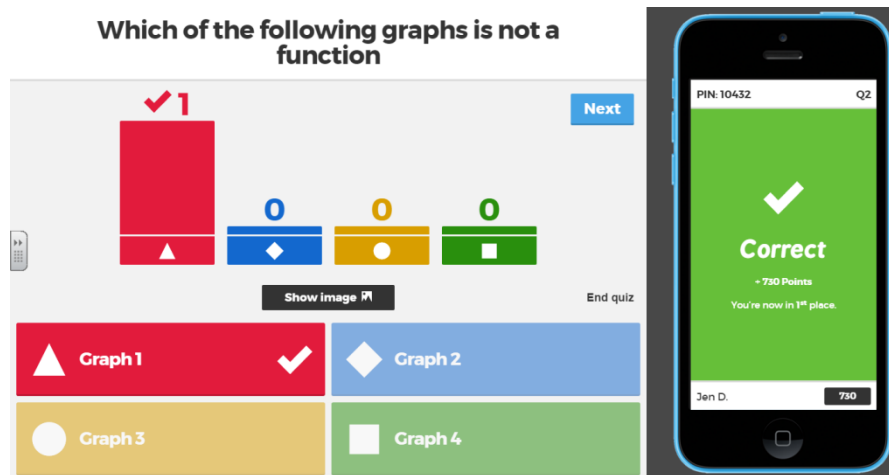 Which of the following graphs is not a
function
1
Next
0
0
0
Show image
End quiz
Graph 1
Graph 2
Graph 3
Graph 4
PIN: 10432 Q2
Correct
+ 730 Points
You're now in 1st place.
Jen D. 730